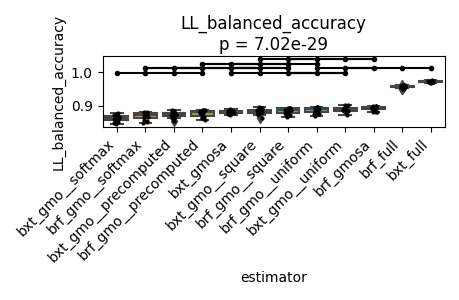 LL_balanced_accuracy
p = 7.02e-29
LL_balanced_accuracy
1.0
0.9
bxt_gmo__softmax
brf_gmo__softmax
bxt_gmo__precomputed
brf_gmo__precomputed
bxt_gmosa
bxt_gmo__square
brf_gmo__square
brf_gmo__uniform
bxt_gmo__uniform
brf_gmosa
brf_full
bxt_full
estimator